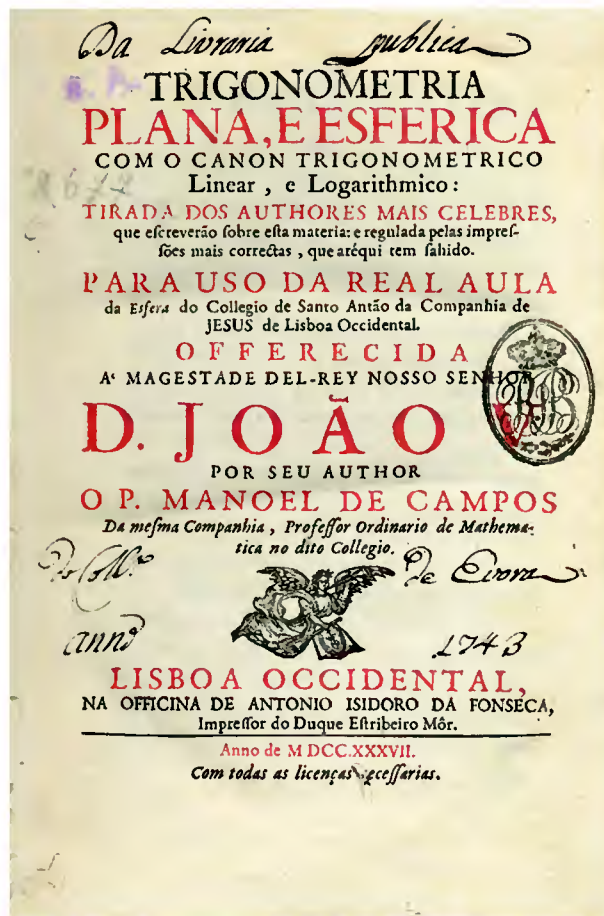 Da Livraria publica
TRIGONOMETRIA
PLANA, E ESFERICA
COM O CANON TRIGONOMETRICO
Linear , e Logarithmico :
TIRADA DOS AUTHORES MAIS CELEBRES,
que eſcreverão ſobre eſta materia: e regulada pelas impreſ-
ſões mais correctas , que atéqui tem ſahido.
PARA USO DA REAL AULA
da Esfera do Collegio de Santo Antão da Companhia de
JESUS de Lisboa Occidental.
OFFERECIDA
A' MAGESTADE DEL-REY NOSSO SENHOR
D. JOÃO V
POR SEU AUTHOR
O P. MANOEL DE CAMPOS
Da meſma Companhia , Profeſſor Ordinario de Mathema-
tica no dito Collegio.
Do Coll.º de Evora
anno 1743
LISBOA OCCIDENTAL,
NA OFFICINA DE ANTONIO ISIDORO DA FONSECA,
Impreſſor do Duque Eſtribeiro Môr.
Anno de M DCC.XXXVII.
Com todas as licenças neceſſarias.